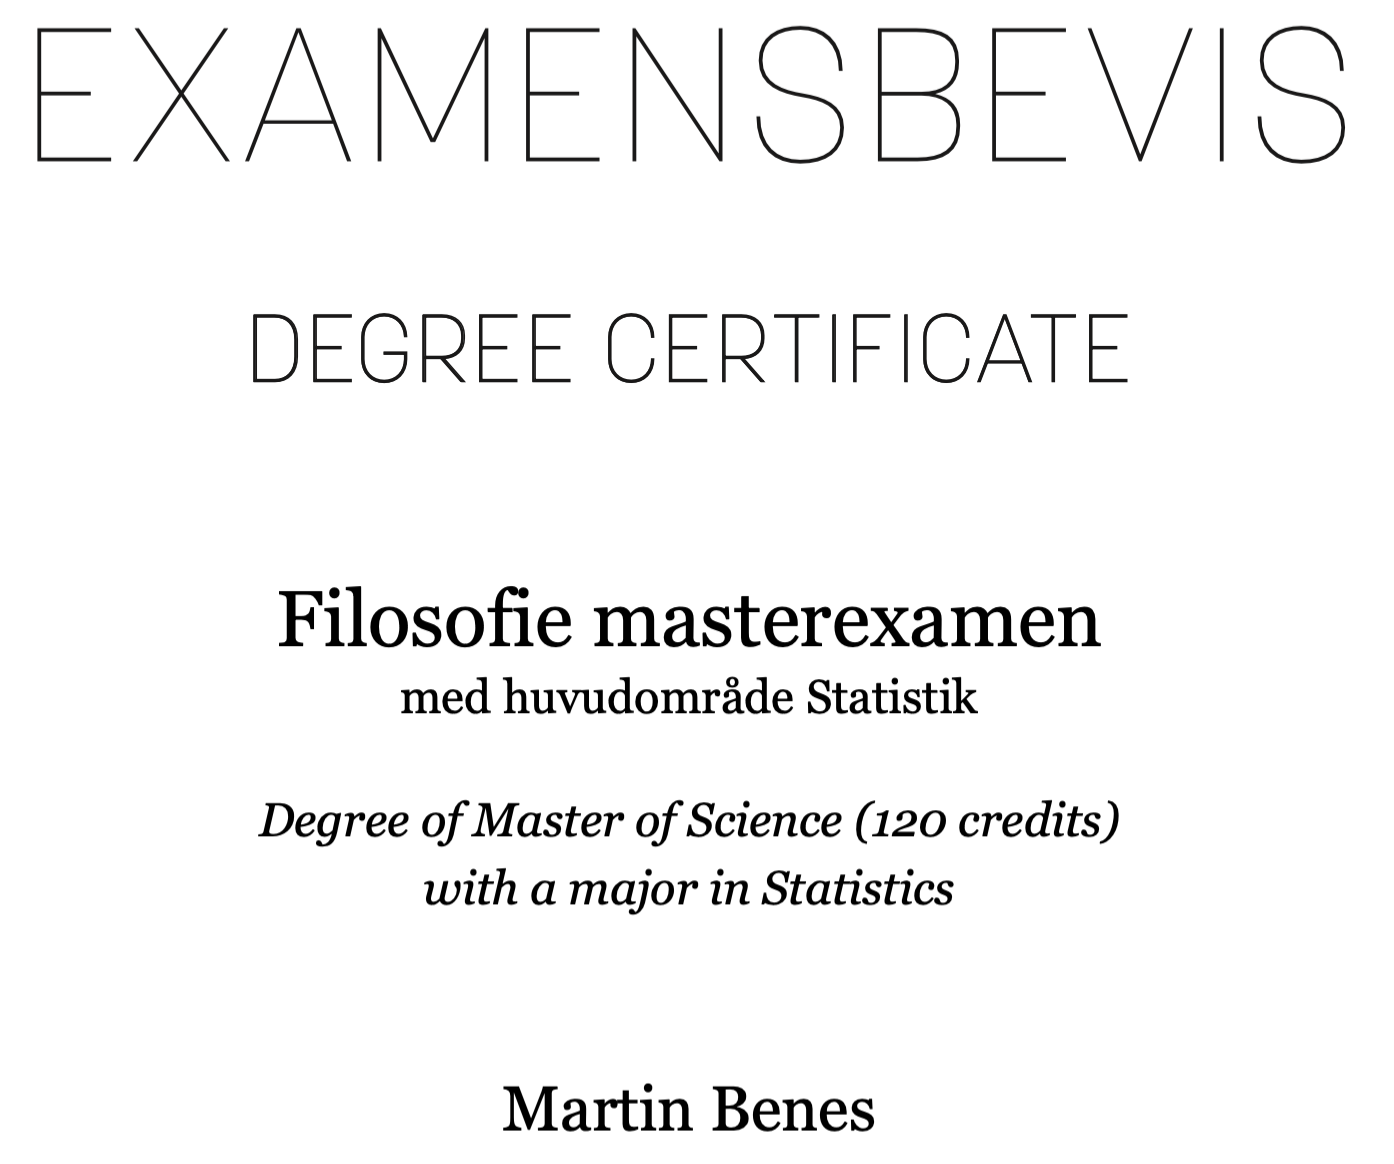 EXAMENSBEVIS
DEGREE CERTIFICATE
Filosofie masterexamen
med huvudområde Statistik
Degree of Master of Science (120 credits)
with a major in Statistics
Martin Benes